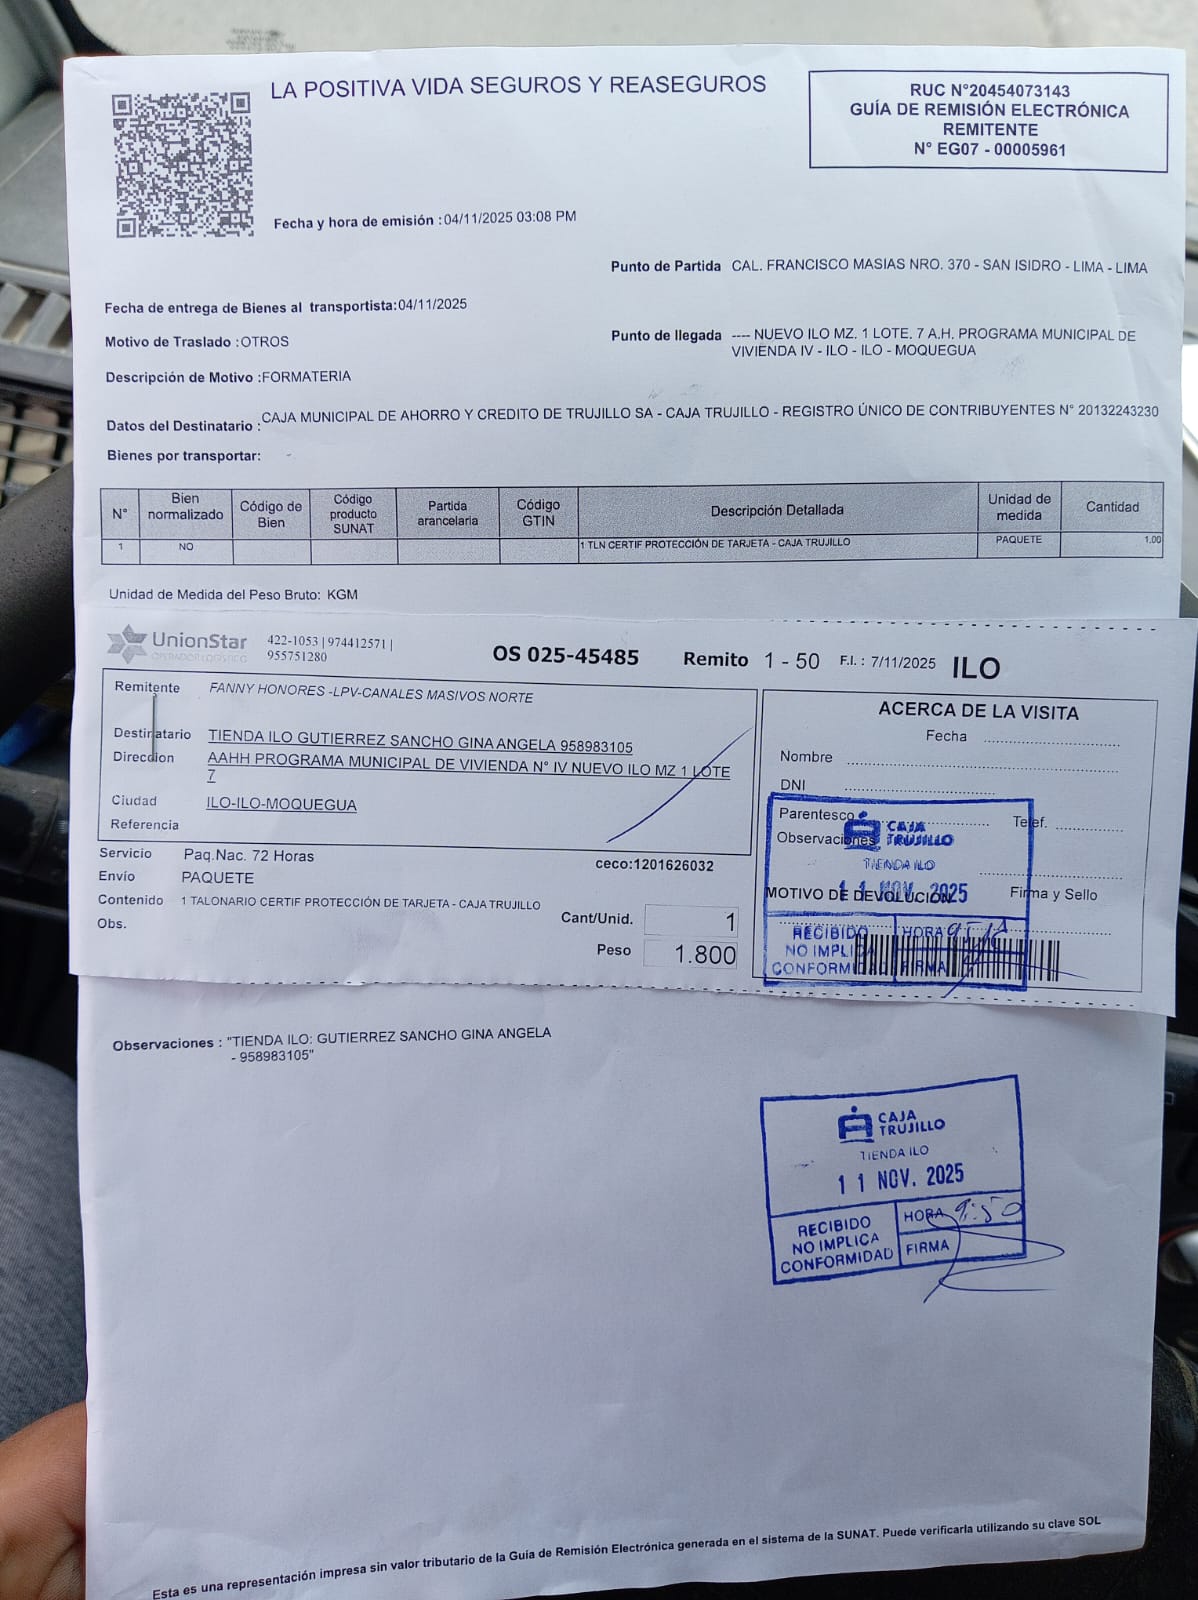 LA POSITIVA VIDA SEGUROS Y REASEGUROS
RUC N°20454073143
GUÍA DE REMISIÓN ELECTRÓNICA
REMITENTE
N° EG07 - 00005961
Fecha y hora de emisión :04/11/2025 03:08 PM
Punto de Partida CAL. FRANCISCO MASIAS NRO. 370 - SAN ISIDRO - LIMA - LIMA
Fecha de entrega de Bienes al transportista:04/11/2025
Motivo de Traslado :OTROS
Punto de llegada ---- NUEVO ILO MZ. 1 LOTE. 7 A.H. PROGRAMA MUNICIPAL DE
VIVIENDA IV - ILO - ILO - MOQUEGUA
Descripción de Motivo :FORMATERIA
Datos del Destinatario :CAJA MUNICIPAL DE AHORRO Y CREDITO DE TRUJILLO SA - CAJA TRUJILLO - REGISTRO ÚNICO DE CONTRIBUYENTES N° 20132243230
Bienes por transportar: -
N° Bien normalizado Código de Bien Código producto SUNAT Partida arancelaria Código GTIN Descripción Detallada Unidad de medida Cantidad
1 NO 1 TLN CERTIF PROTECCIÓN DE TARJETA - CAJA TRUJILLO PAQUETE 1.00
Unidad de Medida del Peso Bruto: KGM
UnionStar
OPERADOR LOGÍSTICO
422-1053 | 974412571 |
955751280
OS 025-45485 Remito 1 - 50 F.I. : 7/11/2025 ILO
Remitente FANNY HONORES -LPV-CANALES MASIVOS NORTE
Destinatario TIENDA ILO GUTIERREZ SANCHO GINA ANGELA 958983105
Direccion AAHH PROGRAMA MUNICIPAL DE VIVIENDA N° IV NUEVO ILO MZ 1 LOTE
7
Ciudad ILO-ILO-MOQUEGUA
Referencia
Servicio Paq.Nac. 72 Horas
ceco:1201626032
Envío PAQUETE
Contenido 1 TALONARIO CERTIF PROTECCIÓN DE TARJETA - CAJA TRUJILLO
Obs.
Cant/Unid. 1
Peso 1.800
ACERCA DE LA VISITA
Fecha
Nombre
DNI
Parentesco
Telef.
Observaciones
MOTIVO DE DEVOLUCION
Firma y Sello
CAJA
TRUJILLO
TIENDA ILO
11 NOV. 2025
RECIBIDO
NO IMPLICA
CONFORMIDAD
HORA
FIRMA
Observaciones : "TIENDA ILO: GUTIERREZ SANCHO GINA ANGELA
- 958983105"
CAJA
TRUJILLO
TIENDA ILO
11 NOV. 2025
RECIBIDO
NO IMPLICA
CONFORMIDAD
HORA 9:50
FIRMA
Esta es una representación impresa sin valor tributario de la Guía de Remisión Electrónica generada en el sistema de la SUNAT. Puede verificarla utilizando su clave SOL